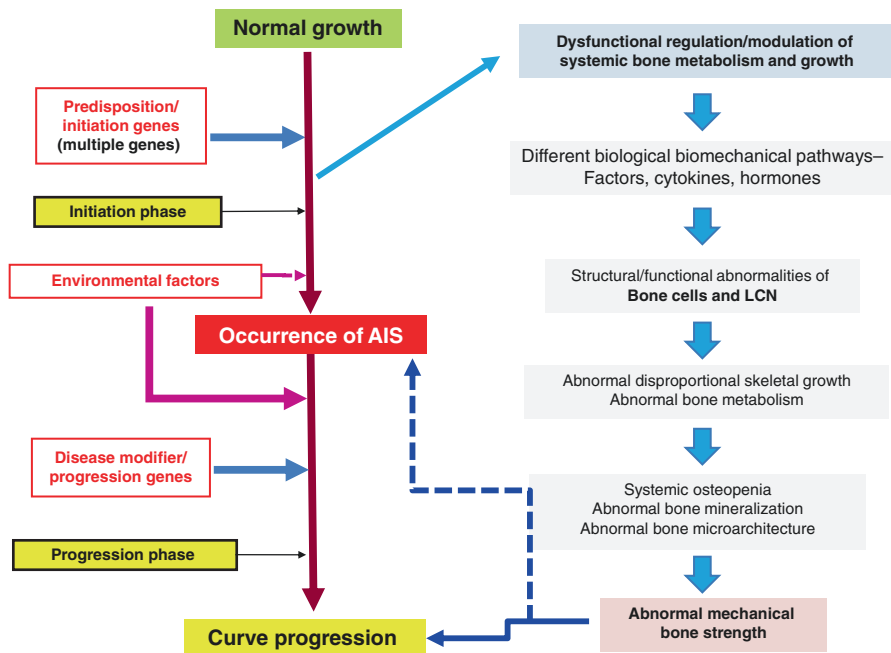 Normal growth
Predisposition/
initiation genes
(multiple genes)
Initiation phase
Environmental factors
Occurrence of AIS
Disease modifier/
progression genes
Progression phase
Curve progression
Dysfunctional regulation/modulation of
systemic bone metabolism and growth
Different biological biomechanical pathways–
Factors, cytokines, hormones
Structural/functional abnormalities of
Bone cells and LCN
Abnormal disproportional skeletal growth
Abnormal bone metabolism
Systemic osteopenia
Abnormal bone mineralization
Abnormal bone microarchitecture
Abnormal mechanical
bone strength